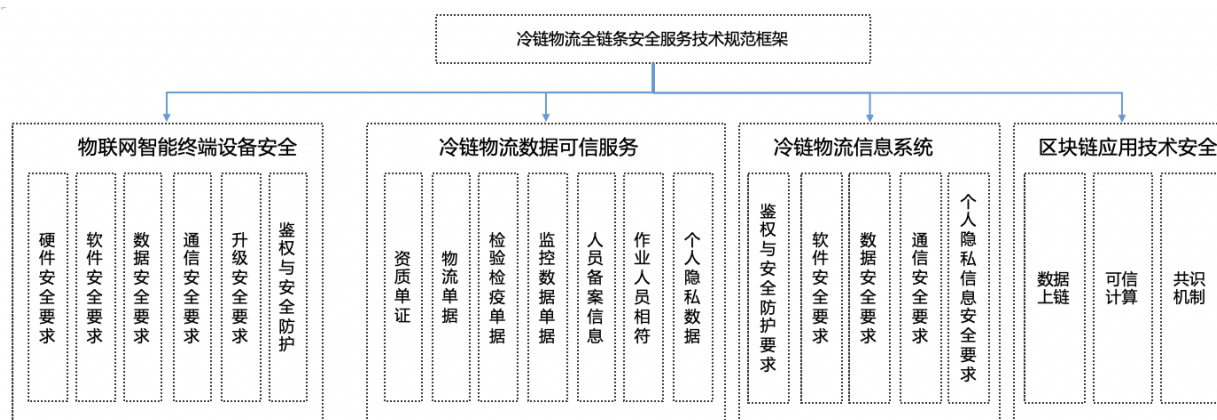 冷链物流全链条安全服务技术规范框架
物联网智能终端设备安全
硬件安全要求
软件安全要求
数据安全要求
通信安全要求
升级安全要求
鉴权与安全防护
冷链物流数据可信服务
资质单证
物流单据
检验检疫单据
监控数据单据
人员备案信息
作业人员相符
个人隐私数据
冷链物流信息系统
鉴权与安全防护要求
软件安全要求
数据安全要求
通信安全要求
个人隐私信息安全要求
区块链应用技术安全
数据
上链
可信
计算
共识
机制